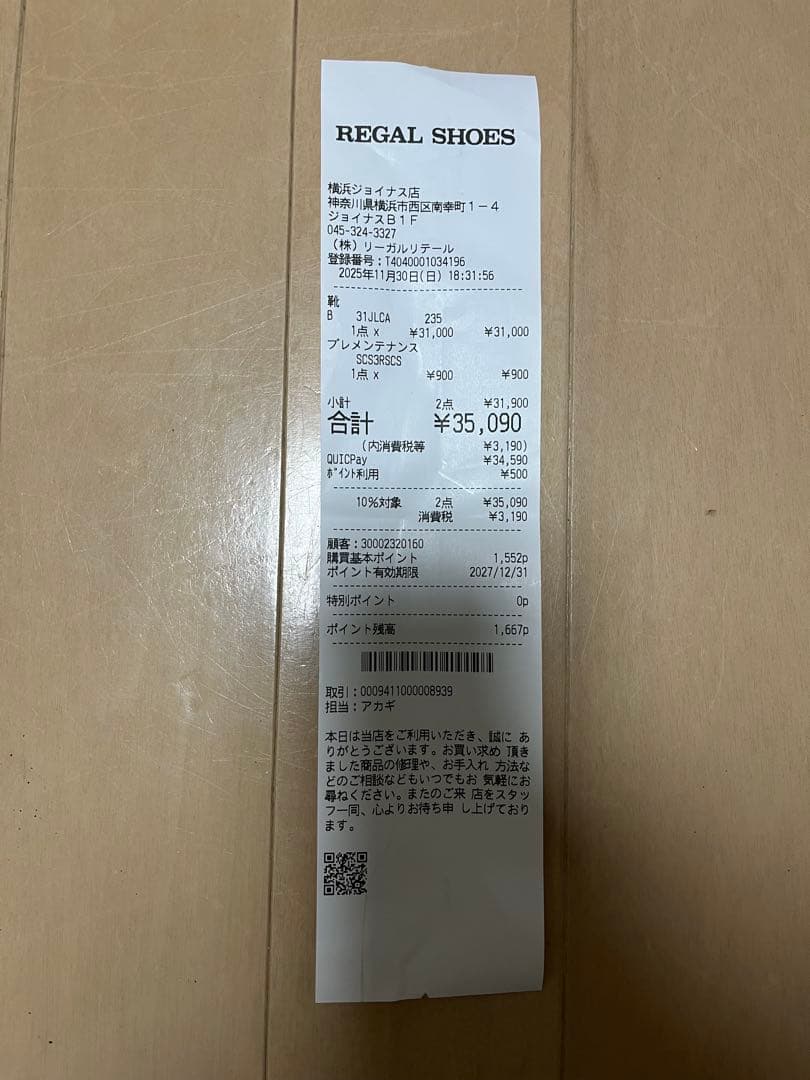 REGAL SHOES
横浜ジョイナス店
神奈川県横浜市西区南幸町1-4
ジョイナスB1F
045-324-3327
(株)リーガルリテール
登録番号:T4040001034196
2025年11月30日(日) 18:31:56
靴
B 31JLCA 235
1点 x ¥31,000 ¥31,000
プレメンテナンス
SCS3RSCS
1点 x ¥900 ¥900
小計 2点 ¥31,900
合計 ¥35,090
(内消費税等 ¥3,190)
QUICPay ¥34,590
ポイント利用 ¥500
10%対象 2点 ¥35,090
消費税 ¥3,190
顧客:30002320160
購買基本ポイント 1,552p
ポイント有効期限 2027/12/31
特別ポイント 0p
ポイント残高 1,667p
取引:0009411000008939
担当:アカギ
本日は当店をご利用いただき、誠に あ
りがとうございます。お買い求め 頂き
ました商品の修理や、お手入れ 方法な
どのご相談などもいつでもお 気軽にお
尋ねください。またのご来 店をスタッ
フ一同、心よりお待ち申 し上げており
ます。